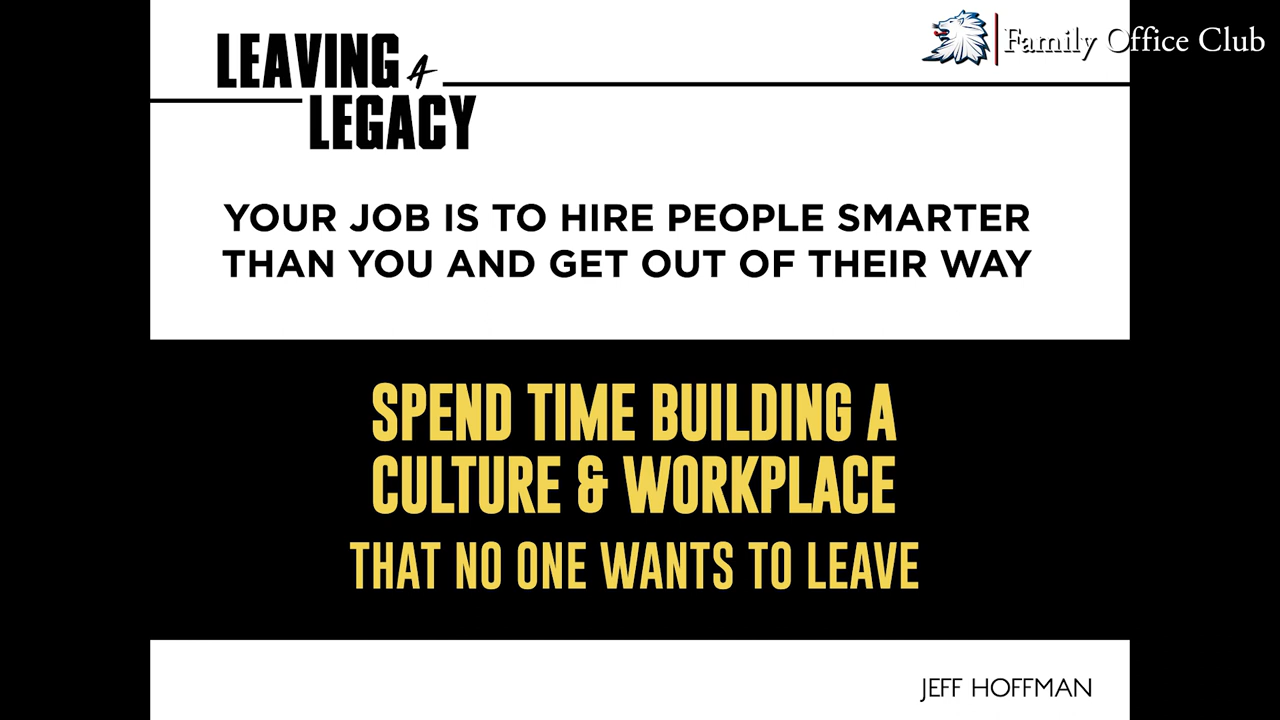 LEAVING A
LEGACY
Family Office Club
YOUR JOB IS TO HIRE PEOPLE SMARTER
THAN YOU AND GET OUT OF THEIR WAY
SPEND TIME BUILDING A
CULTURE & WORKPLACE
THAT NO ONE WANTS TO LEAVE
JEFF HOFFMAN